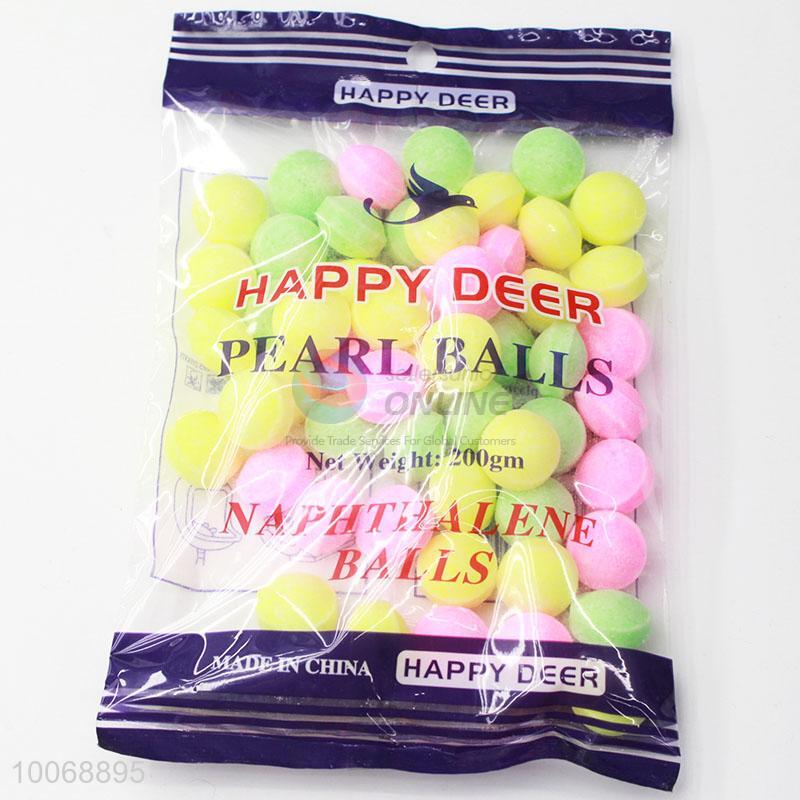 HAPPY DEER
HAPPY DEER
PEARL BALLS
ONLINE
Provide Trade Services For Global Customers
Net Weight: 200gm
NAPHTHALENE
BALLS
MADE IN CHINA
HAPPY DEER
10068895